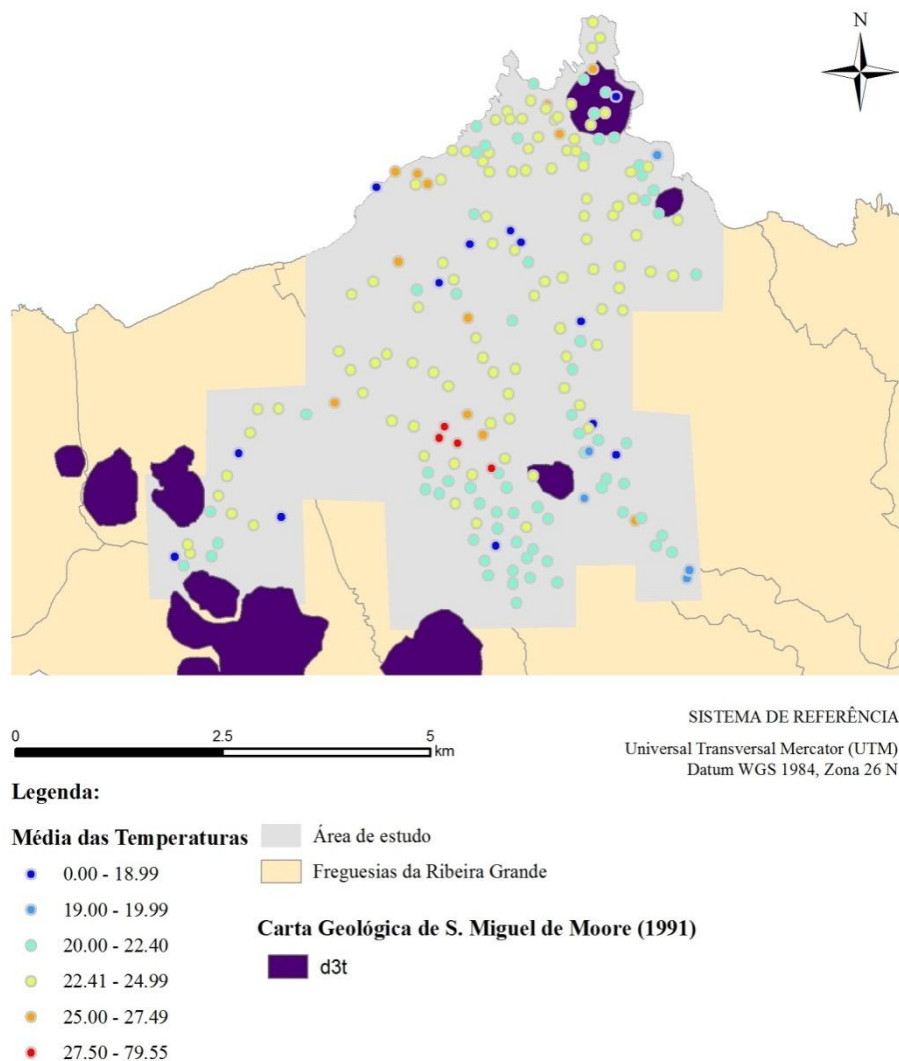 N
SISTEMA DE REFERÊNCIA
Universal Transversal Mercator (UTM)
Datum WGS 1984, Zona 26 N
0 2.5 5
km
Legenda:
Média das Temperaturas
0.00 - 18.99
19.00 - 19.99
20.00 - 22.40
22.41 - 24.99
25.00 - 27.49
27.50 - 79.55
Área de estudo
Freguesias da Ribeira Grande
Carta Geológica de S. Miguel de Moore (1991)
d3t